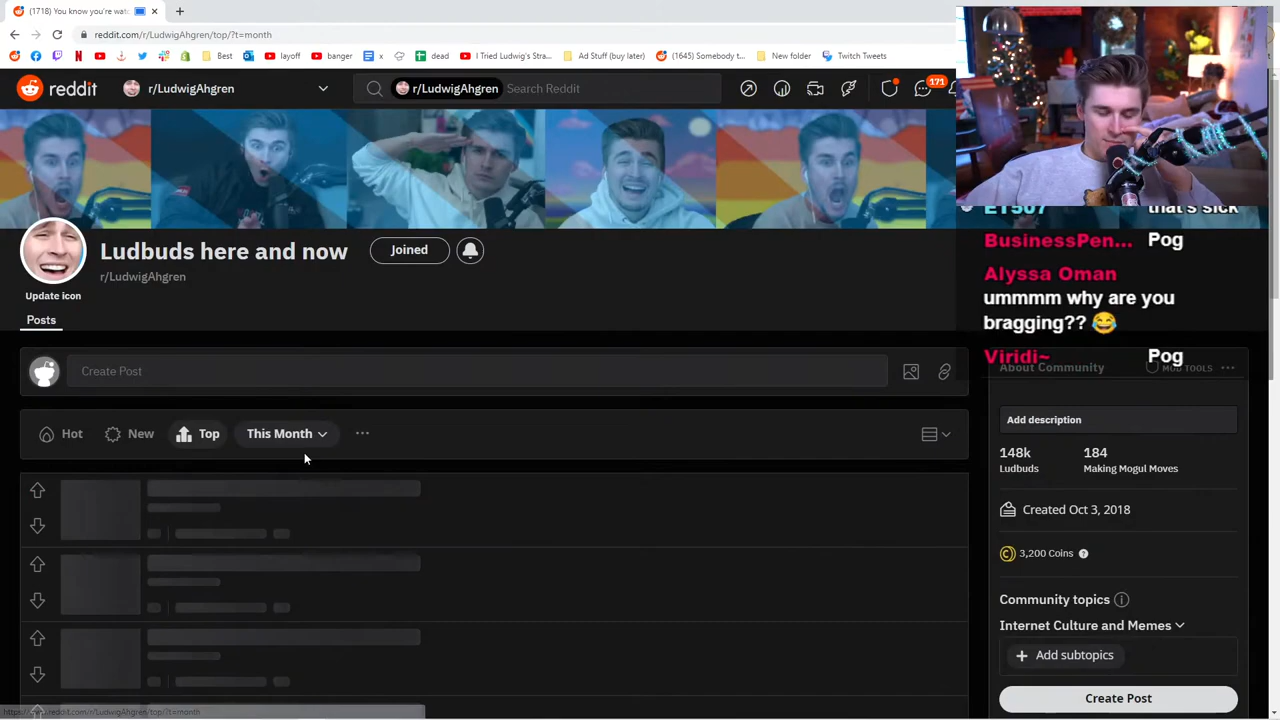 (1718) You know you're wat
reddit.com/r/LudwigAhgren/top/?t=month
Best
layoff
banger
x
dead
I Tried Ludwig's Stra...
Ad Stuff (buy later)
(1645) Somebody t...
New folder
Twitch Tweets
reddit
r/LudwigAhgren
r/LudwigAhgren
Search Reddit
171
Ludbuds here and now
Joined
r/LudwigAhgren
Update icon
Posts
Create Post
Hot
New
Top
This Month
ET507 that's sick
BusinessPen... Pog
Alyssa Oman
ummmm why are you
bragging?? 😂
Viridi~ Pog
About Community
MOD TOOLS
Add description
148k
184
Ludbuds
Making Mogul Moves
Created Oct 3, 2018
3,200 Coins
Community topics
Internet Culture and Memes
Add subtopics
Create Post
reddit.com/r/LudwigAhgren/top/?t=month